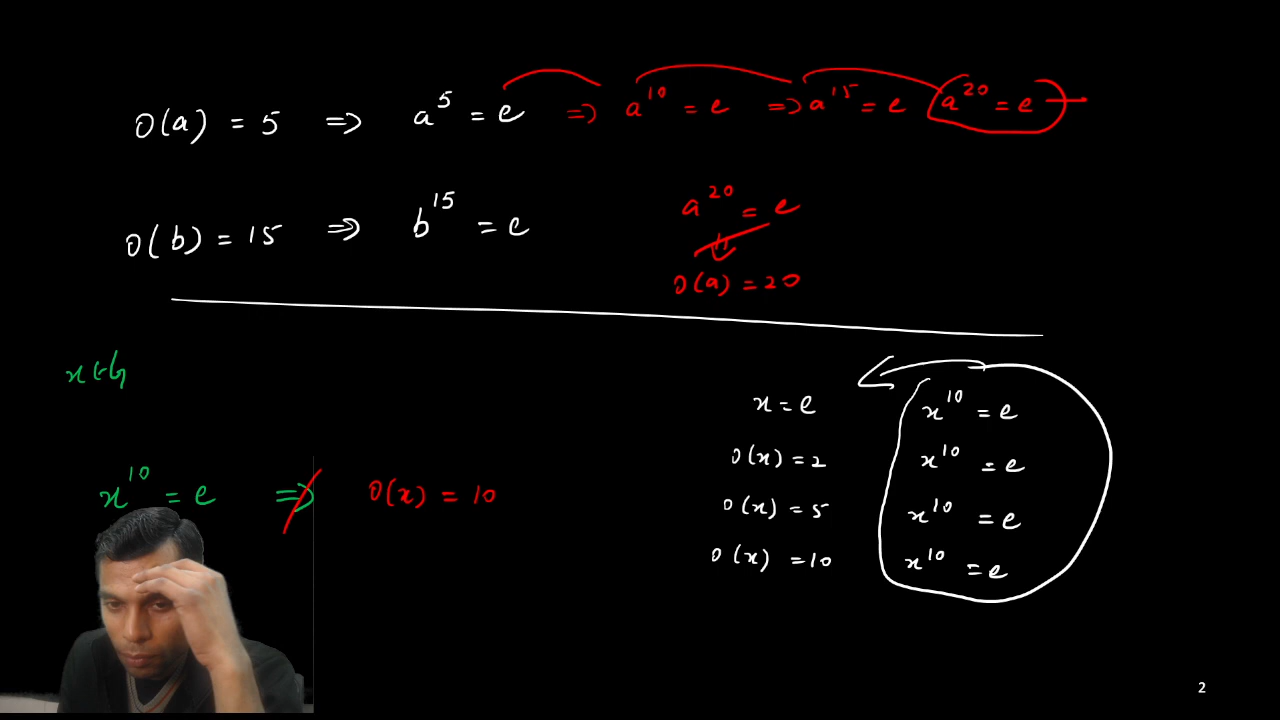 O(a) = 5 ⇒ a^5 = e ⇒ a^10 = e ⇒ a^15 = e a^20 = e
O(b) = 15 ⇒ b^15 = e
a^20 = e
⇓
O(a) = 20
x ∈ G
x = e x^10 = e
O(x) = 2 x^10 = e
x^10 = e ⇒ O(x) = 10
O(x) = 5 x^10 = e
O(x) = 10 x^10 = e
2